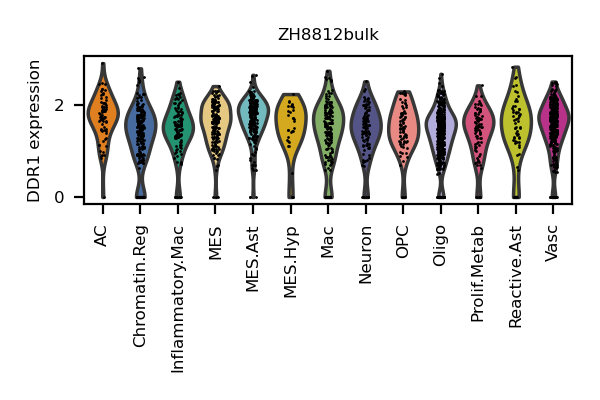 ZH8812bulk
DDR1 expression
2
0
AC
Chromatin.Reg
Inflammatory.Mac
MES
MES.Ast
MES.Hyp
Mac
Neuron
OPC
Oligo
Prolif.Metab
Reactive.Ast
Vasc